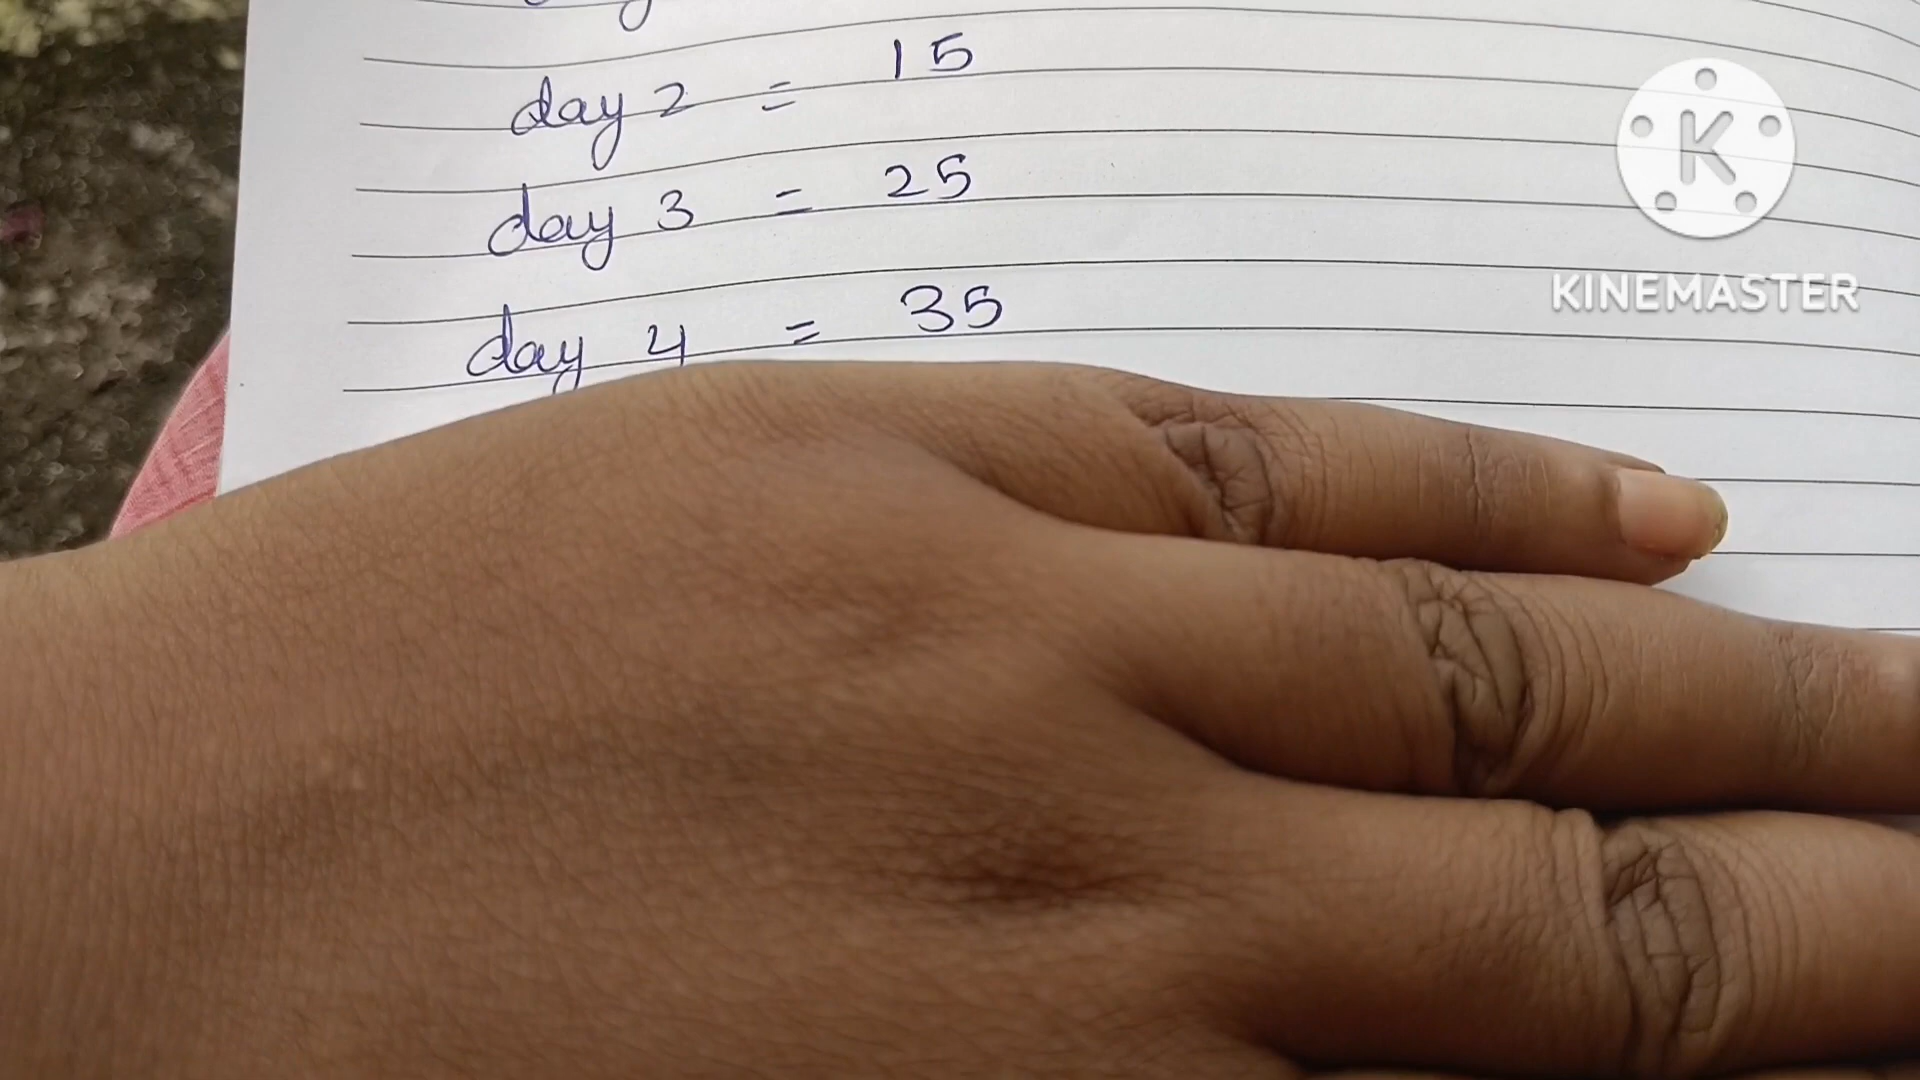 day 2 = 15
day 3 = 25
day 4 = 35
K
KINEMASTER